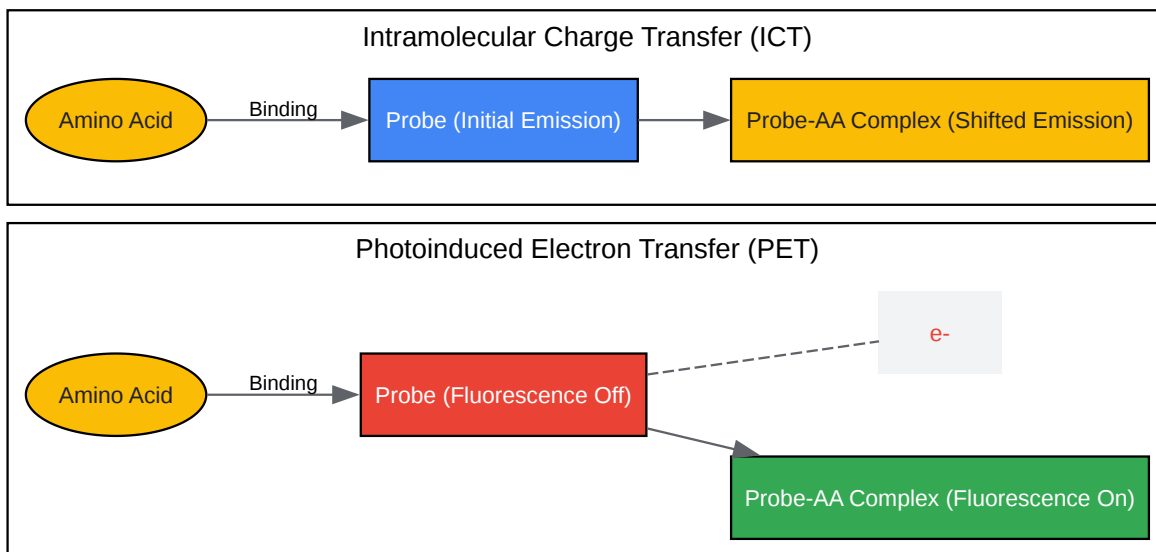 Intramolecular Charge Transfer (ICT)
Amino Acid
Binding
Probe (Initial Emission)
Probe-AA Complex (Shifted Emission)
Photoinduced Electron Transfer (PET)
e-
Amino Acid
Binding
Probe (Fluorescence Off)
Probe-AA Complex (Fluorescence On)